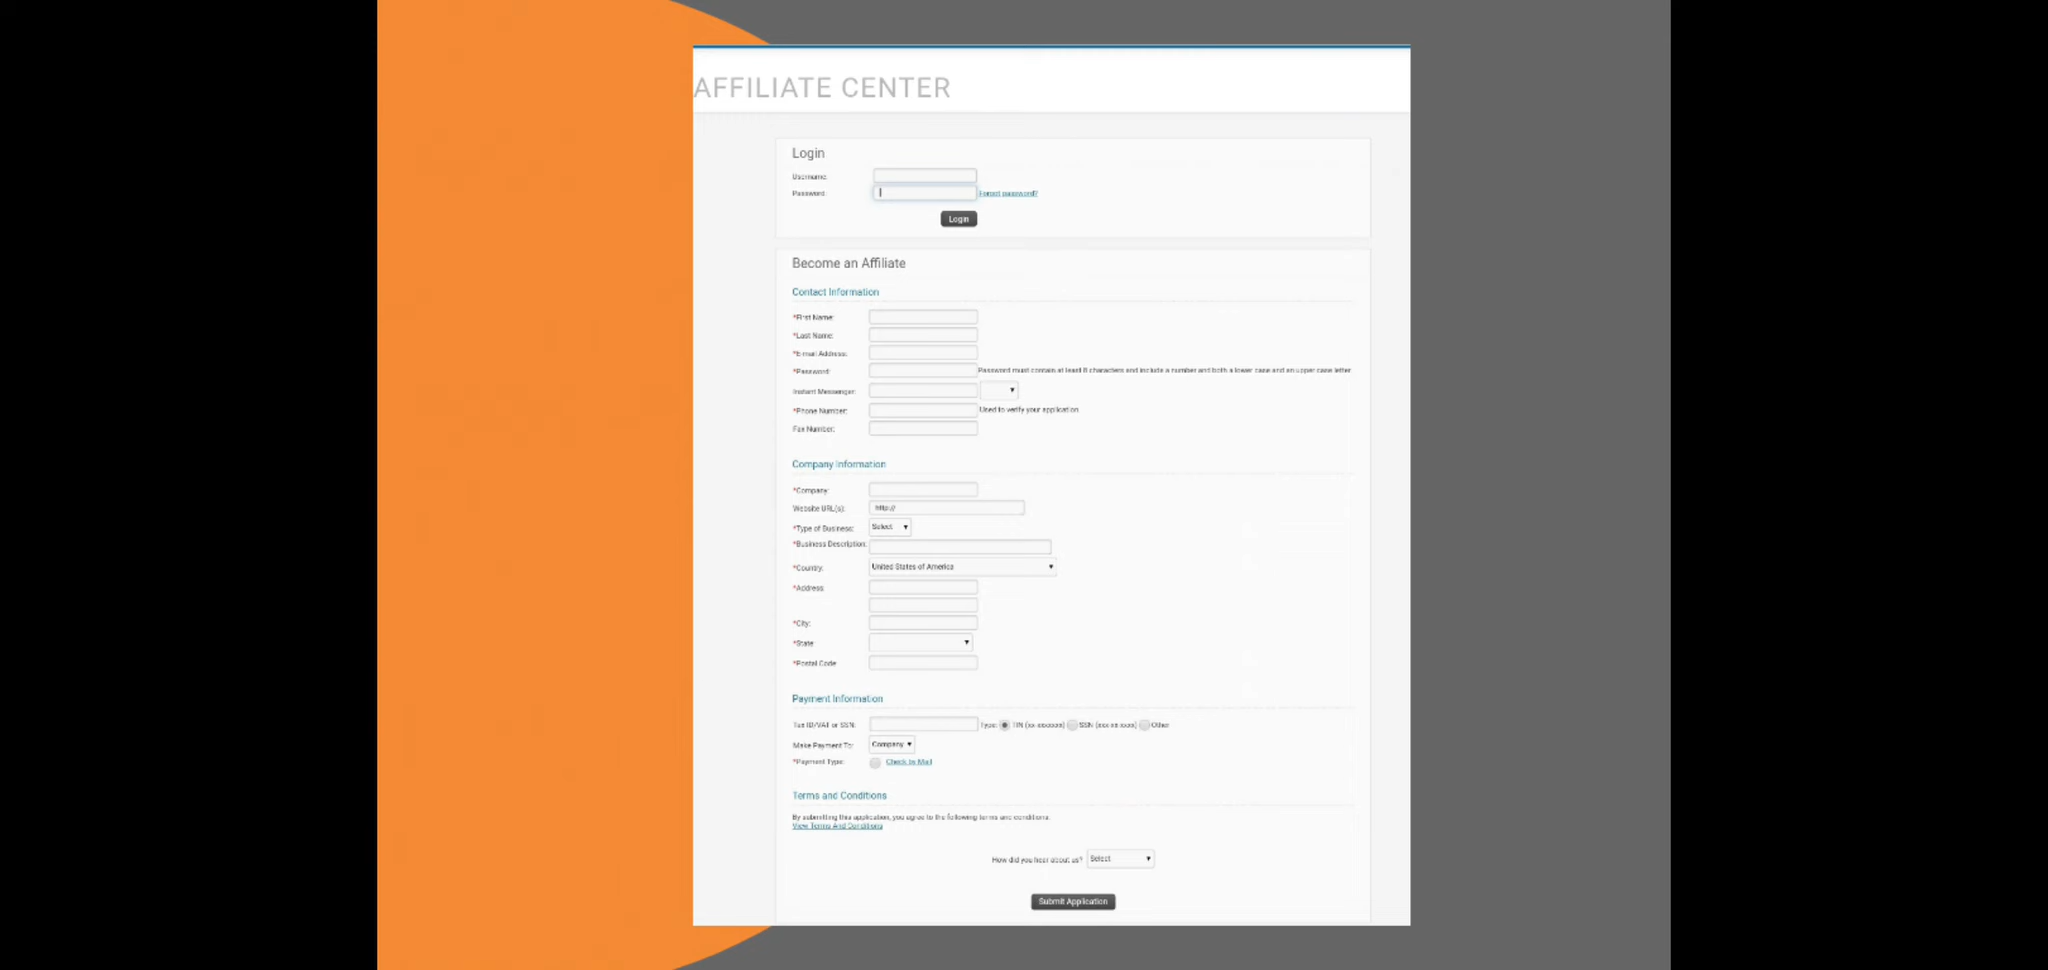 AFFILIATE CENTER
Login
Username:
Password: Forgot password?
Login
Become an Affiliate
Contact Information
*First Name:
*Last Name:
*E-mail Address:
*Password: Password must contain at least 8 characters and include a number and both a lower case and an upper case letter
Instant Messenger:
*Phone Number: Used to verify your application
Fax Number:
Company Information
*Company:
Website URL(s): http://
*Type of Business: Select
*Business Description:
*Country: United States of America
*Address:
*City:
*State
*Postal Code
Payment Information
Tax ID/VAT or SSN: Type: TIN (xx-xxxxxxx) SSN (xxx-xx-xxxx) Other
Make Payment To: Company
*Payment Type: Check by Mail
Terms and Conditions
By submitting this application, you agree to the following terms and conditions:
View Terms And Conditions
How did you hear about us? Select
Submit Application